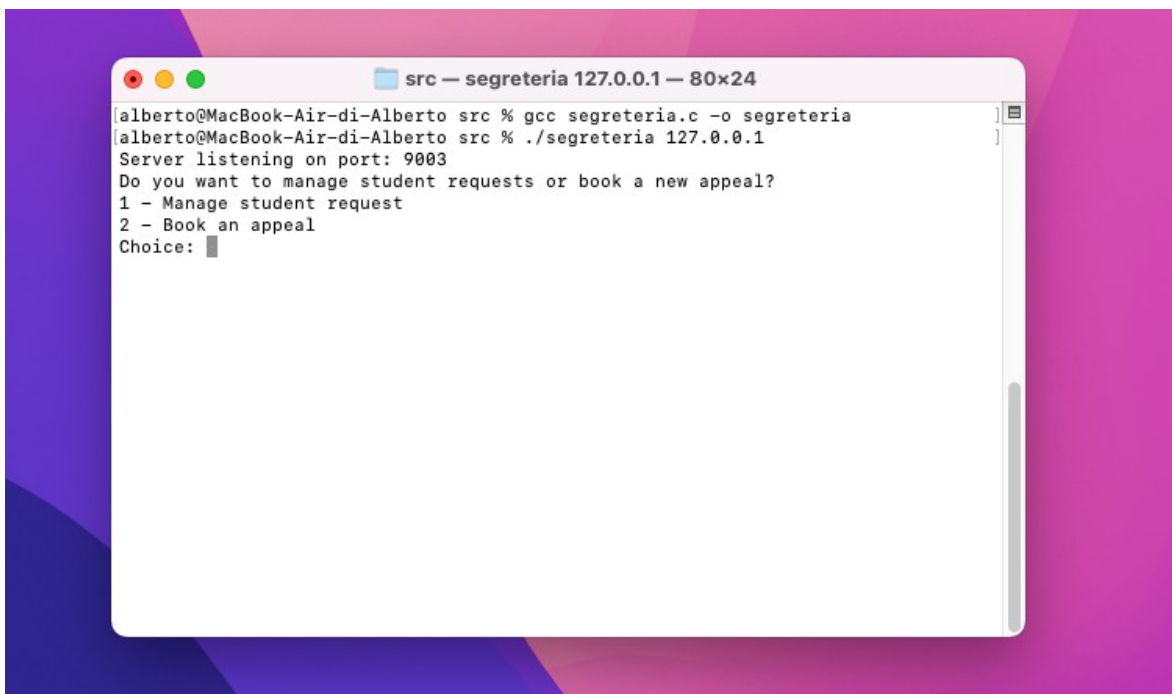 src — segreteria 127.0.0.1 — 80×24
[alberto@MacBook-Air-di-Alberto src % gcc segreteria.c -o segreteria ]
[alberto@MacBook-Air-di-Alberto src % ./segreteria 127.0.0.1 ]
Server listening on port: 9003
Do you want to manage student requests or book a new appeal?
1 – Manage student request
2 – Book an appeal
Choice: